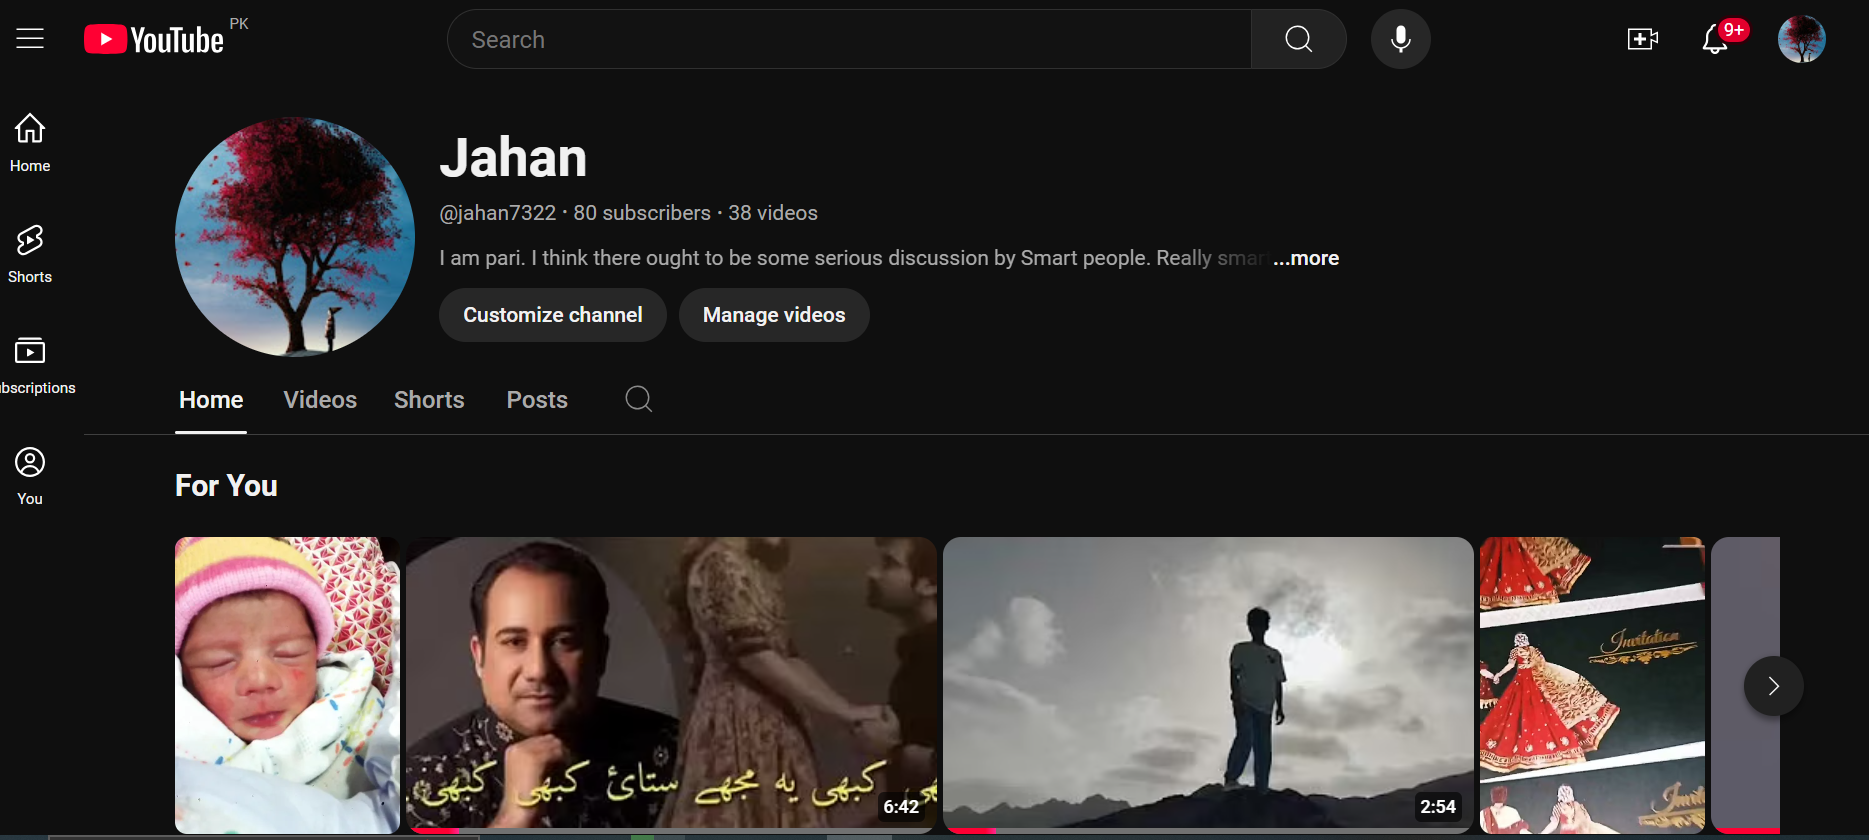 YouTube PK
Search
9+
Home
Shorts
bscriptions
You
Jahan
@jahan7322 · 80 subscribers · 38 videos
I am pari. I think there ought to be some serious discussion by Smart people. Really smar ...more
Customize channel
Manage videos
Home Videos Shorts Posts
For You
کبھی یہ مجھے ستائ کبھی کبھی
6:42
2:54
Invitation